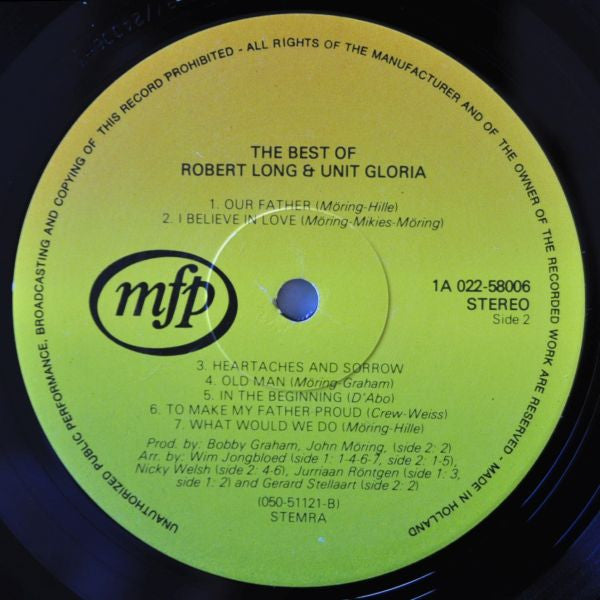 UNAUTHORIZED PUBLIC PERFORMANCE, BROADCASTING AND COPYING OF THIS RECORD PROHIBITED - ALL RIGHTS OF THE MANUFACTURER AND OF THE OWNER OF THE RECORDED WORK ARE RESERVED - MADE IN HOLLAND
THE BEST OF
ROBERT LONG & UNIT GLORIA
1. OUR FATHER (Möring-Hille)
2. I BELIEVE IN LOVE (Möring-Mikies-Möring)
mfp
1A 022-58006
STEREO
Side 2
3. HEARTACHES AND SORROW
4. OLD MAN (Möring-Graham)
5. IN THE BEGINNING (D'Abo)
6. TO MAKE MY FATHER PROUD (Crew-Weiss)
7. WHAT WOULD WE DO (Möring-Hille)
Prod. by: Bobby Graham, John Möring, (side 2: 2)
Arr. by: Wim Jongbloed (side 1: 1-4-6-7, side 2: 1-5),
Nicky Welsh (side 2: 4-6), Jurriaan Röntgen (side 1: 3,
side 1: 2) and Gerard Stellaart (side 2: 2)
(050-51121-B)
STEMRA